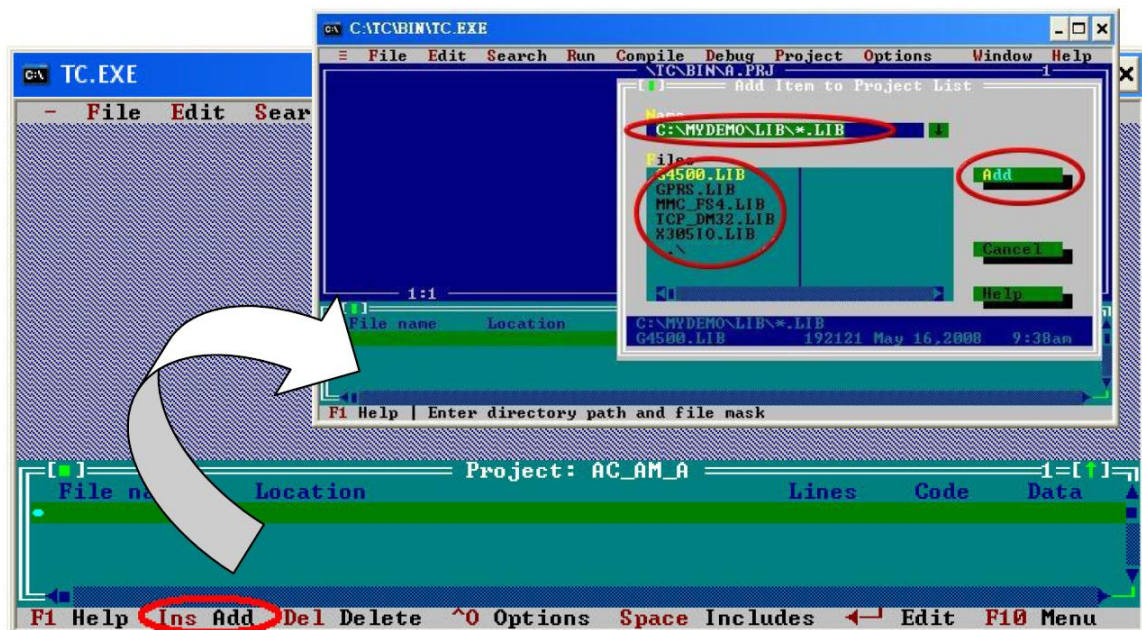 C:\TC\BIN\TC.EXE
≡ File Edit Search Run Compile Debug Project Options Window Help
\TC\BIN\A.PRJ 1
Add Item to Project List
Name
C:\MYDEMO\LIB\*.LIB
Files
G4500.LIB
GPRS.LIB
MMC_FS4.LIB
TCP_DM32.LIB
X305IO.LIB
..\
Add
Cancel
Help
C:\MYDEMO\LIB\*.LIB
G4500.LIB 192121 May 16,2008 9:38am
1:1
File name Location
F1 Help | Enter directory path and file mask
TC.EXE
- File Edit Sear
Project: AC_AM_A 1
File na Location Lines Code Data
F1 Help Ins Add Del Delete ^O Options Space Includes ◄┘ Edit F10 Menu